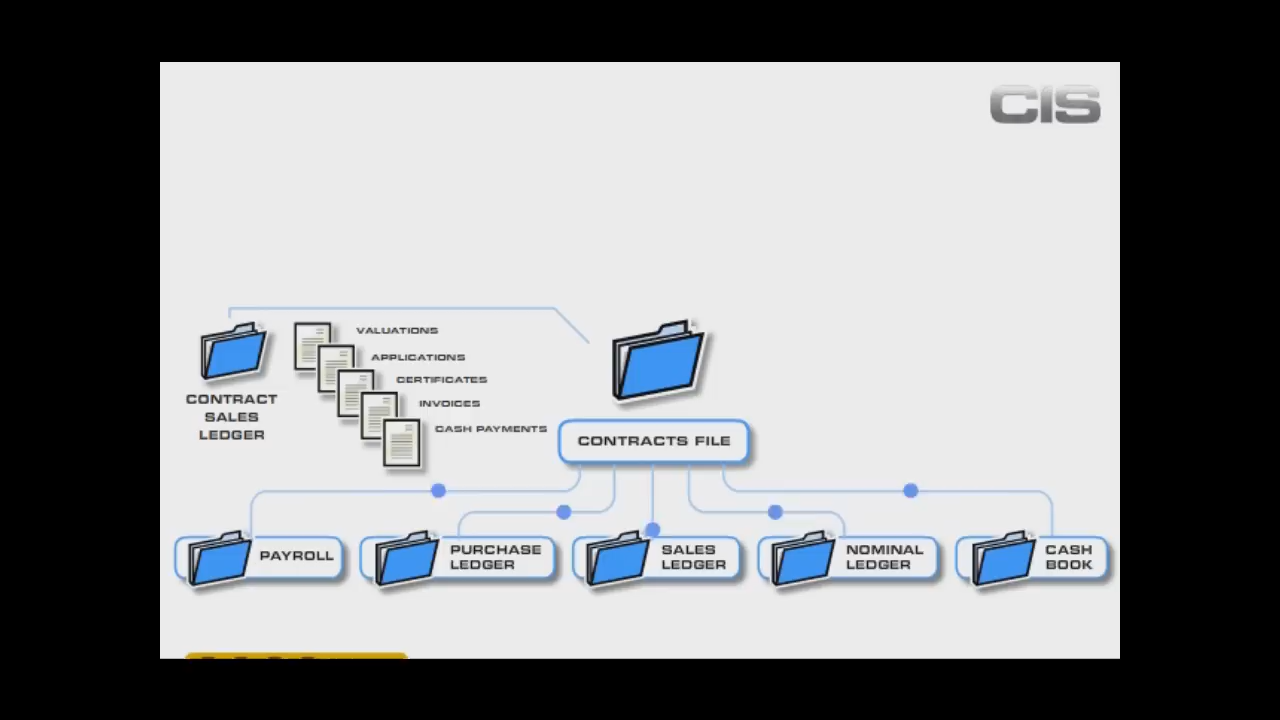 CIS
VALUATIONS
APPLICATIONS
CERTIFICATES
INVOICES
CASH PAYMENTS
CONTRACT
SALES
LEDGER
CONTRACTS FILE
PAYROLL
PURCHASE
LEDGER
SALES
LEDGER
NOMINAL
LEDGER
CASH
BOOK